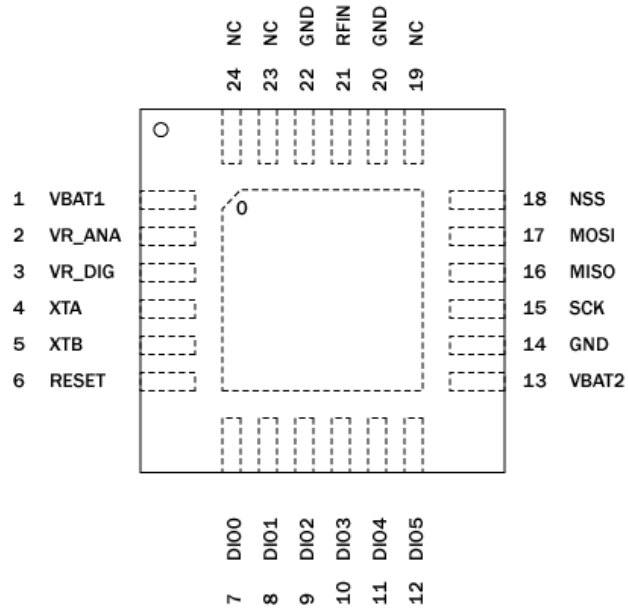 24 NC
23 NC
22 GND
21 RFIN
20 GND
19 NC
1 VBAT1
2 VR_ANA
3 VR_DIG
4 XTA
5 XTB
6 RESET
0
18 NSS
17 MOSI
16 MISO
15 SCK
14 GND
13 VBAT2
7 DIO0
8 DIO1
9 DIO2
10 DIO3
11 DIO4
12 DIO5